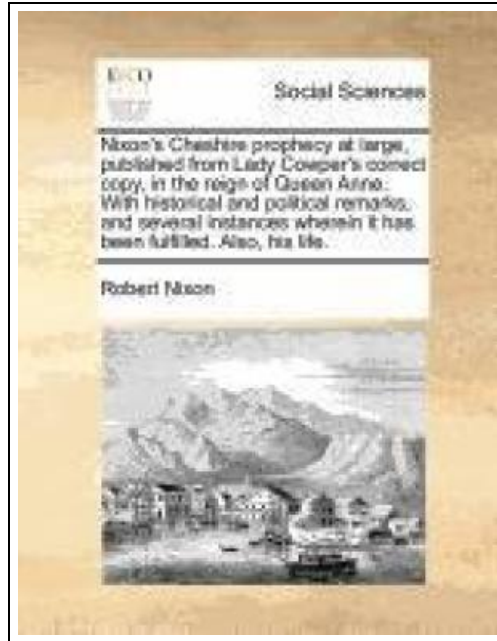 ECCO
Social Sciences
Nixon's Cheshire prophecy at large,
published from Lady Cowper's correct
copy, in the reign of Queen Anne.
With historical and political remarks,
and several instances wherein it has
been fulfilled. Also, his life.
Robert Nixon